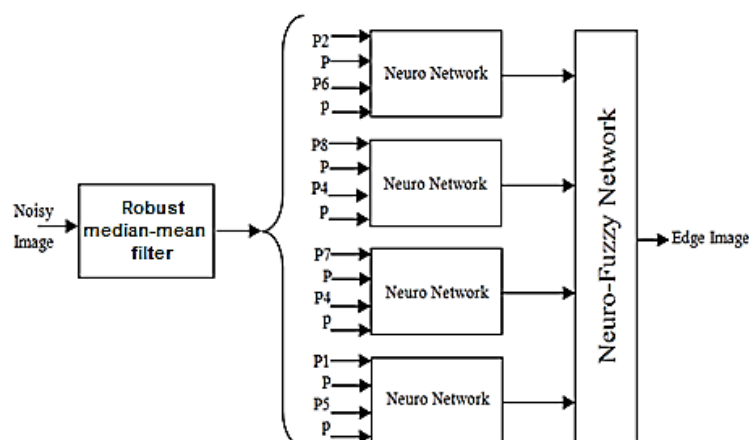 Noisy
Image
Robust
median-mean
filter
P2
P
P6
P
Neuro Network
P8
P
P4
P
Neuro Network
P7
P
P4
P
Neuro Network
P1
P
P5
P
Neuro Network
Neuro-Fuzzy Network
Edge Image